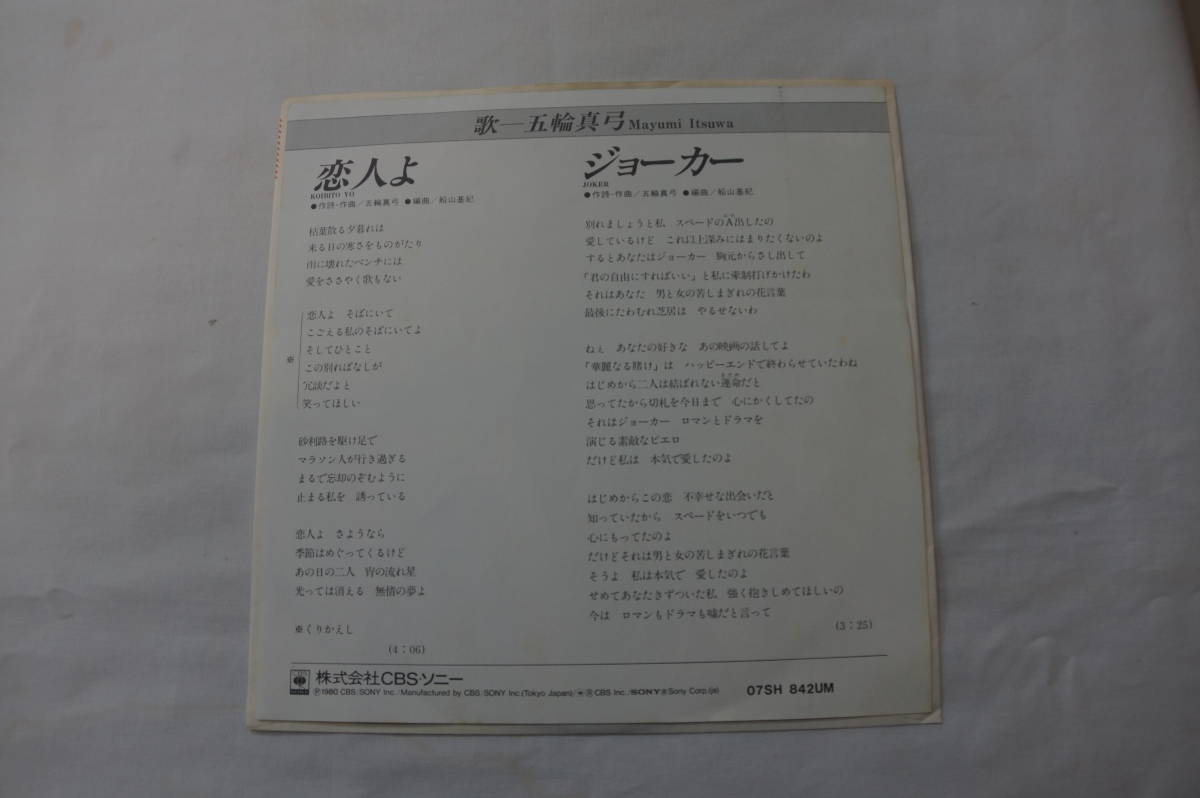 歌―五輪真弓 Mayumi Itsuwa
恋人よ
KOIBITO YO
●作詩・作曲/五輪真弓 ●編曲/船山基紀
枯葉散る夕暮れは
来る日の寒さをものがたり
雨に壊れたベンチには
愛をささやく歌もない
恋人よ そばにいて
こごえる私のそばにいてよ
そしてひとこと
※ この別ればなしが
冗談だよと
笑ってほしい
砂利路を駆け足で
マラソン人が行き過ぎる
まるで忘却のぞむように
止まる私を 誘っている
恋人よ さようなら
季節はめぐってくるけど
あの日の二人 宵の流れ星
光っては消える 無情の夢よ
※くりかえし
(4:06)
ジョーカー
JOKER
●作詩・作曲/五輪真弓 ●編曲/船山基紀
別れましょうと私 スペードのA出したの
愛しているけど これ以上深みにはまりたくないのよ
するとあなたはジョーカー 胸元からさし出して
「君の自由にすればいい」と私に牽制打げかけたわ
それはあなた 男と女の苦しまぎれの花言葉
最後にたわむれ芝居は やるせないわ
ねぇ あなたの好きな あの映画の話してよ
「華麗なる賭け」は ハッピーエンドで終わらせていたわね
はじめから二人は結ばれない運命だと
思ってたから切札を今日まで 心にかくしてたの
それはジョーカー ロマンとドラマを
演じる素敵なピエロ
だけど私は 本気で愛したのよ
はじめからこの恋 不幸せな出会いだと
知っていたから スペードをいつでも
心にもってたのよ
だけどそれは男と女の苦しまぎれの花言葉
そうよ 私は本気で 愛したのよ
せめてあなたきずついた私 強く抱きしめてほしいの
今は ロマンもドラマも嘘だと言って
(3:25)
株式会社CBS・ソニー
Ⓟ1980 CBS/SONY Inc./Manufactured by CBS/SONY Inc.(Tokyo Japan)/ ® CBS Inc./SONY ® Sony Corp.(ja)
07SH 842UM